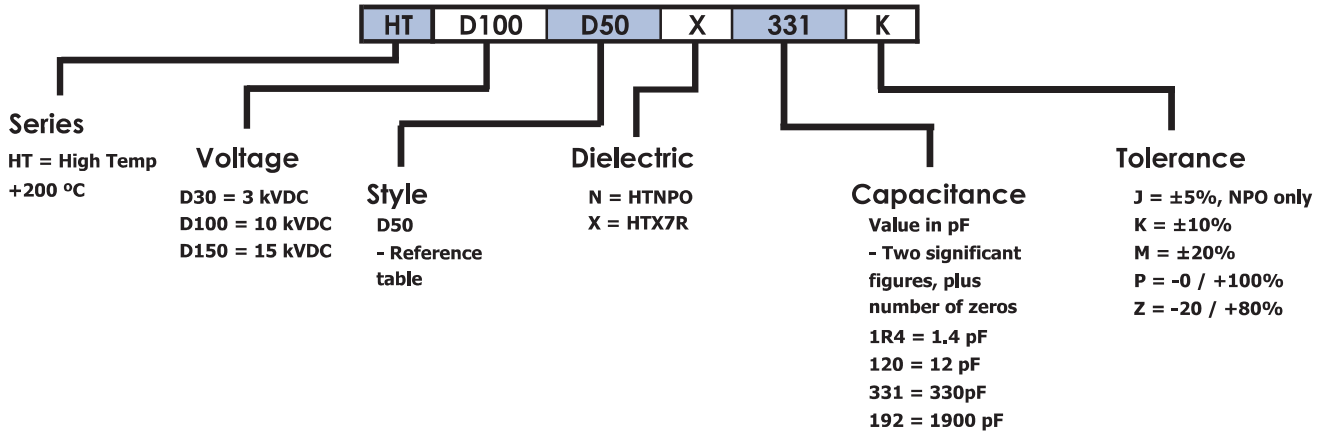 HT D100 D50 X 331 K
Series
HT = High Temp
+200 ºC
Voltage
D30 = 3 kVDC
D100 = 10 kVDC
D150 = 15 kVDC
Style
D50
- Reference
table
Dielectric
N = HTNPO
X = HTX7R
Capacitance
Value in pF
- Two significant
figures, plus
number of zeros
1R4 = 1.4 pF
120 = 12 pF
331 = 330pF
192 = 1900 pF
Tolerance
J = ±5%, NPO only
K = ±10%
M = ±20%
P = -0 / +100%
Z = -20 / +80%